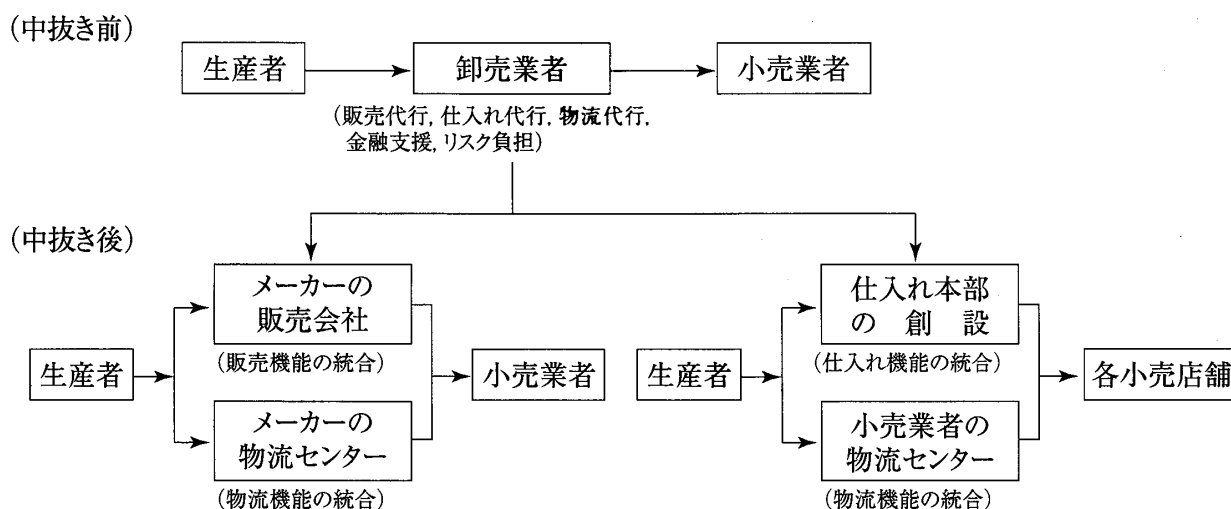 (中抜き前)
生産者
卸売業者
小売業者
(販売代行, 仕入れ代行, 物流代行,
金融支援, リスク負担)
(中抜き後)
メーカーの
販売会社
(販売機能の統合)
生産者
小売業者
メーカーの
物流センター
(物流機能の統合)
仕入れ本部
の創設
(仕入れ機能の統合)
生産者
各小売店舗
小売業者の
物流センター
(物流機能の統合)